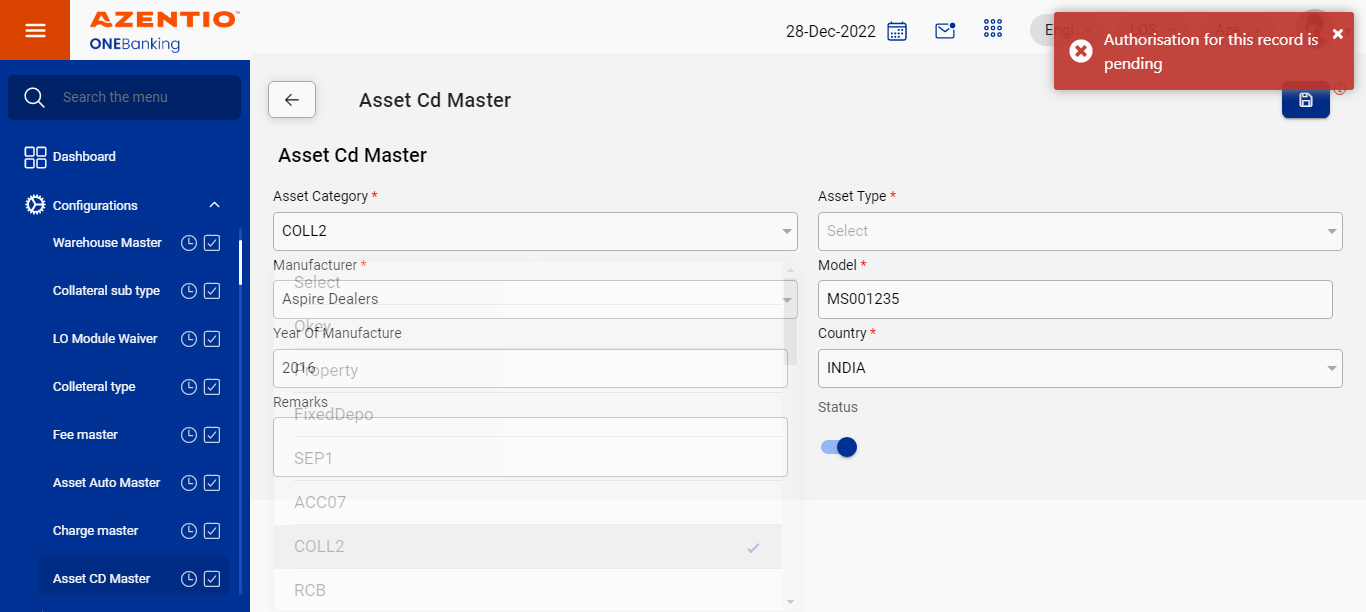 AZENTIO™
ONEBanking
28-Dec-2022
Engl
LOS
Authorisation for this record is
pending
Search the menu
Dashboard
Configurations
Warehouse Master
Collateral sub type
LO Module Waiver
Colleteral type
Fee master
Asset Auto Master
Charge master
Asset CD Master
Asset Cd Master
Asset Cd Master
Asset Category *
COLL2
Asset Type *
Select
Manufacturer *
Select
Aspire Dealers
Model *
MS001235
Okey
Year Of Manufacture
2016
Property
Country *
INDIA
Remarks
FixedDepo
Status
SEP1
ACC07
COLL2
RCB